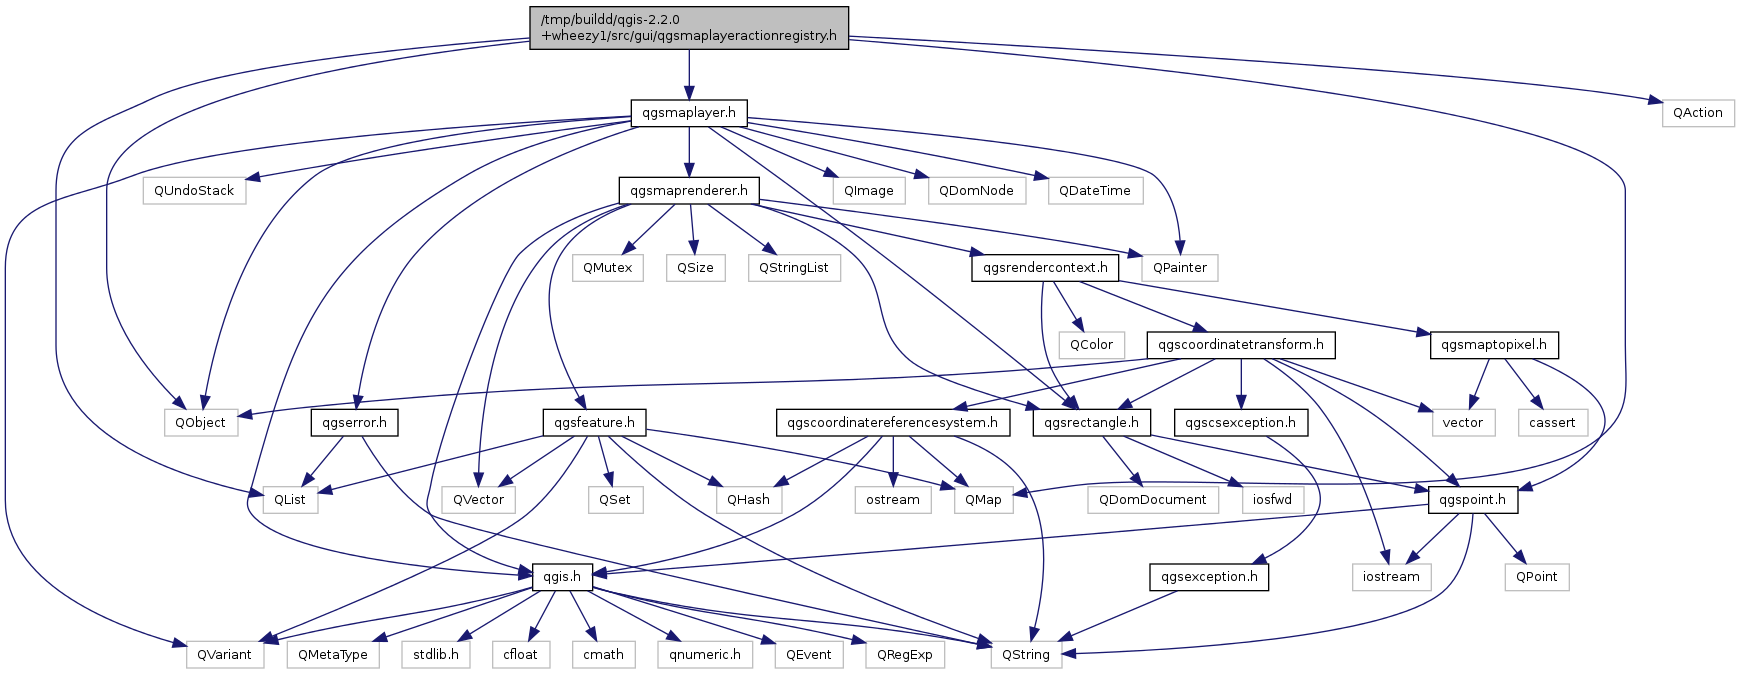 /tmp/buildd/qgis-2.2.0
+wheezy1/src/gui/qgsmaplayeractionregistry.h
qgsmaplayer.h
QAction
QUndoStack
qgsmaprenderer.h
QImage
QDomNode
QDateTime
QMutex
QSize
QStringList
qgsrendercontext.h
QPainter
QColor
qgscoordinatetransform.h
qgsmaptopixel.h
QObject
qgserror.h
qgsfeature.h
qgscoordinatereferencesystem.h
qgsrectangle.h
qgscsexception.h
vector
cassert
QList
QVector
QSet
QHash
ostream
QMap
QDomDocument
iosfwd
qgspoint.h
qgis.h
qgsexception.h
iostream
QPoint
QVariant
QMetaType
stdlib.h
cfloat
cmath
qnumeric.h
QEvent
QRegExp
QString